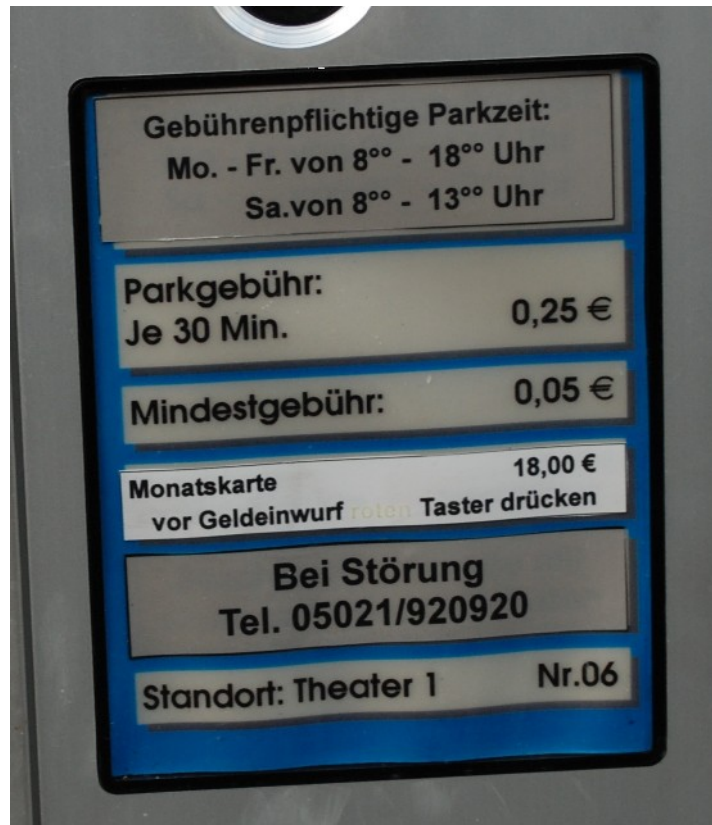 Gebührenpflichtige Parkzeit:
Mo. - Fr. von 8°° - 18°° Uhr
Sa.von 8°° - 13°° Uhr
Parkgebühr:
Je 30 Min. 0,25 €
Mindestgebühr: 0,05 €
Monatskarte 18,00 €
vor Geldeinwurf roten Taster drücken
Bei Störung
Tel. 05021/920920
Standort: Theater 1 Nr.06